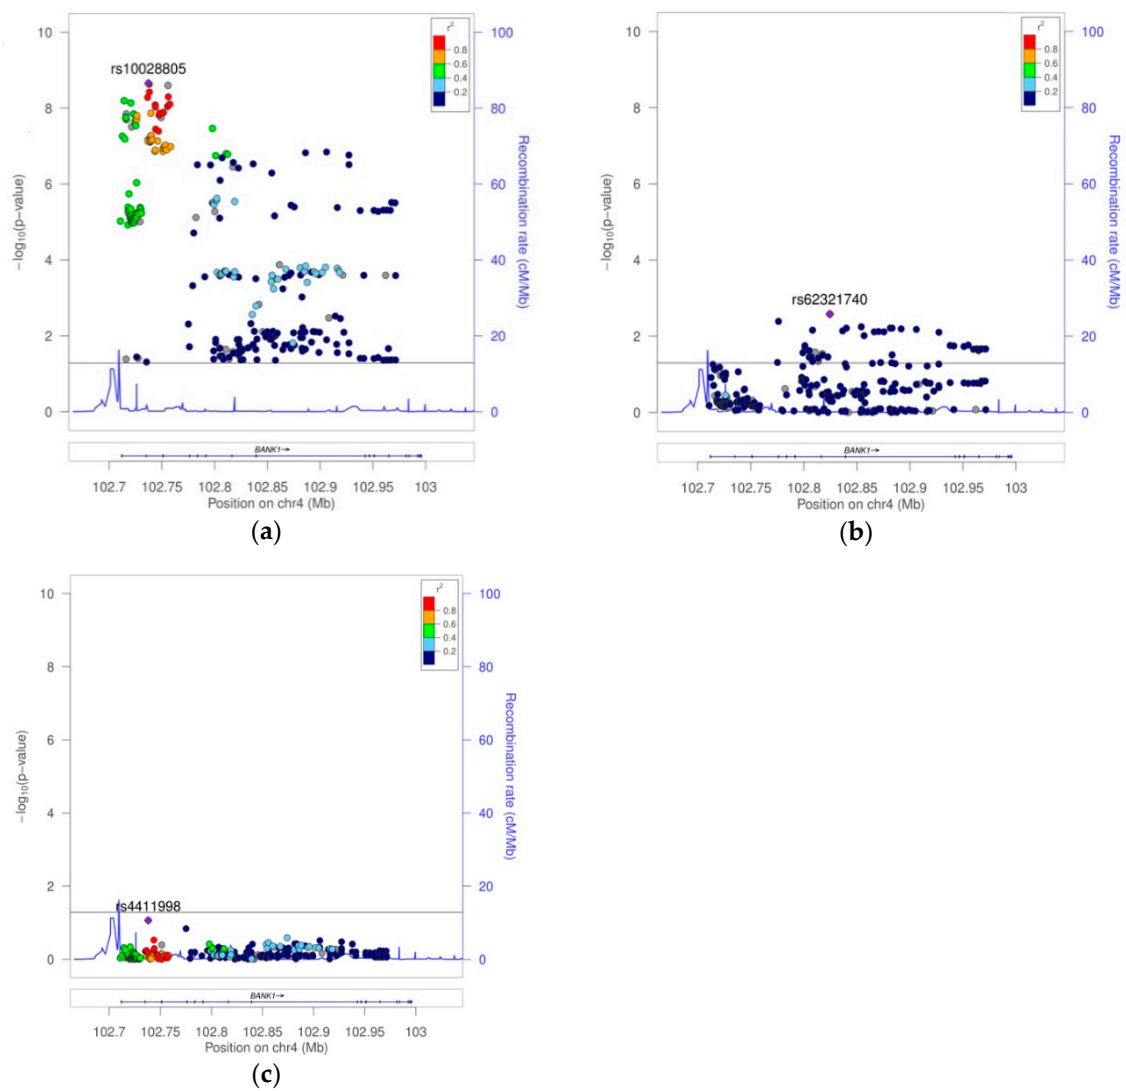 10
8
6
4
2
0
−log10(p−value)
rs10028805
r2
0.8
0.6
0.4
0.2
100
80
60
40
20
0
Recombination rate (cM/Mb)
BANK1→
102.7 102.75 102.8 102.85 102.9 102.95 103
Position on chr4 (Mb)
(a)
10
8
6
4
2
0
−log10(p−value)
rs62321740
r2
0.8
0.6
0.4
0.2
100
80
60
40
20
0
Recombination rate (cM/Mb)
BANK1→
102.7 102.75 102.8 102.85 102.9 102.95 103
Position on chr4 (Mb)
(b)
10
8
6
4
2
0
−log10(p−value)
rs4411998
r2
0.8
0.6
0.4
0.2
100
80
60
40
20
0
Recombination rate (cM/Mb)
BANK1→
102.7 102.75 102.8 102.85 102.9 102.95 103
Position on chr4 (Mb)
(c)